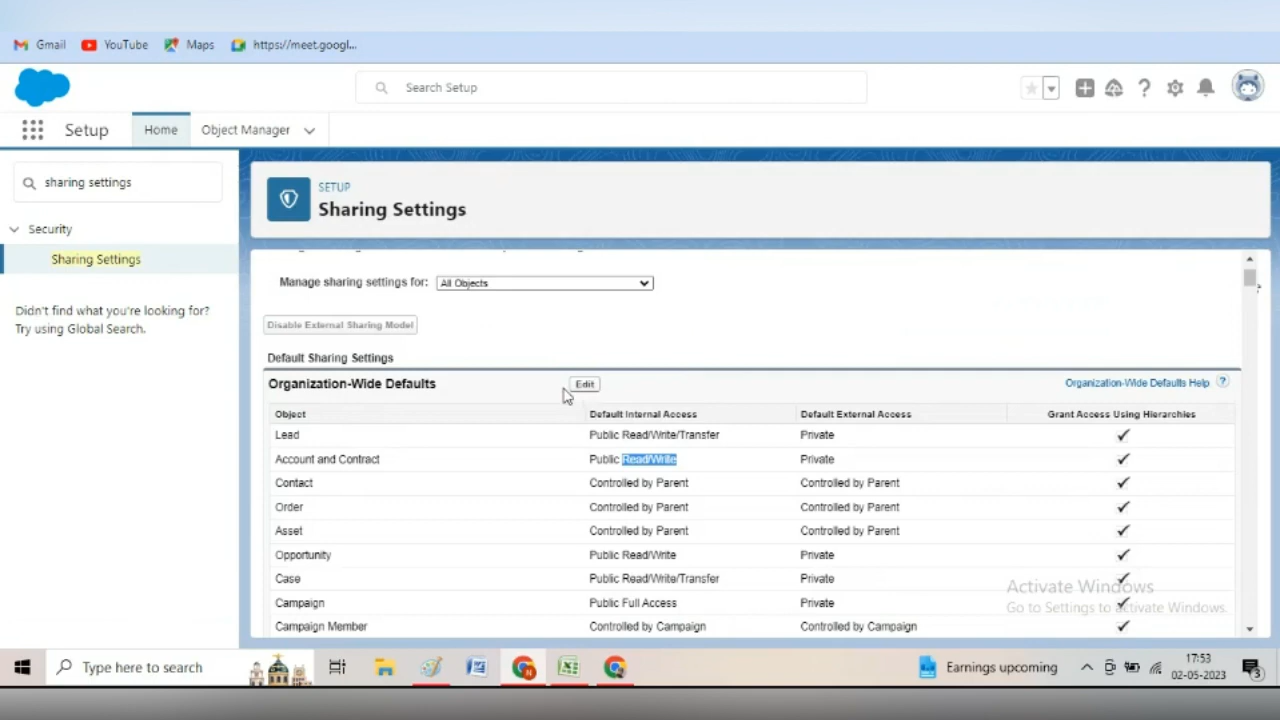 Gmail YouTube Maps https://meet.googl...
Search Setup
Setup Home Object Manager
sharing settings
Security
Sharing Settings
Didn't find what you're looking for?
Try using Global Search.
SETUP
Sharing Settings
Manage sharing settings for: All Objects
Disable External Sharing Model
Default Sharing Settings
Organization-Wide Defaults Edit Organization-Wide Defaults Help ?
Object Default Internal Access Default External Access Grant Access Using Hierarchies
Lead Public Read/Write/Transfer Private ✓
Account and Contract Public Read/Write Private ✓
Contact Controlled by Parent Controlled by Parent ✓
Order Controlled by Parent Controlled by Parent ✓
Asset Controlled by Parent Controlled by Parent ✓
Opportunity Public Read/Write Private ✓
Case Public Read/Write/Transfer Private ✓
Campaign Public Full Access Private ✓
Campaign Member Controlled by Campaign Controlled by Campaign ✓
Activate Windows
Go to Settings to activate Windows.
Type here to search
Earnings upcoming
17:53
02-05-2023
3